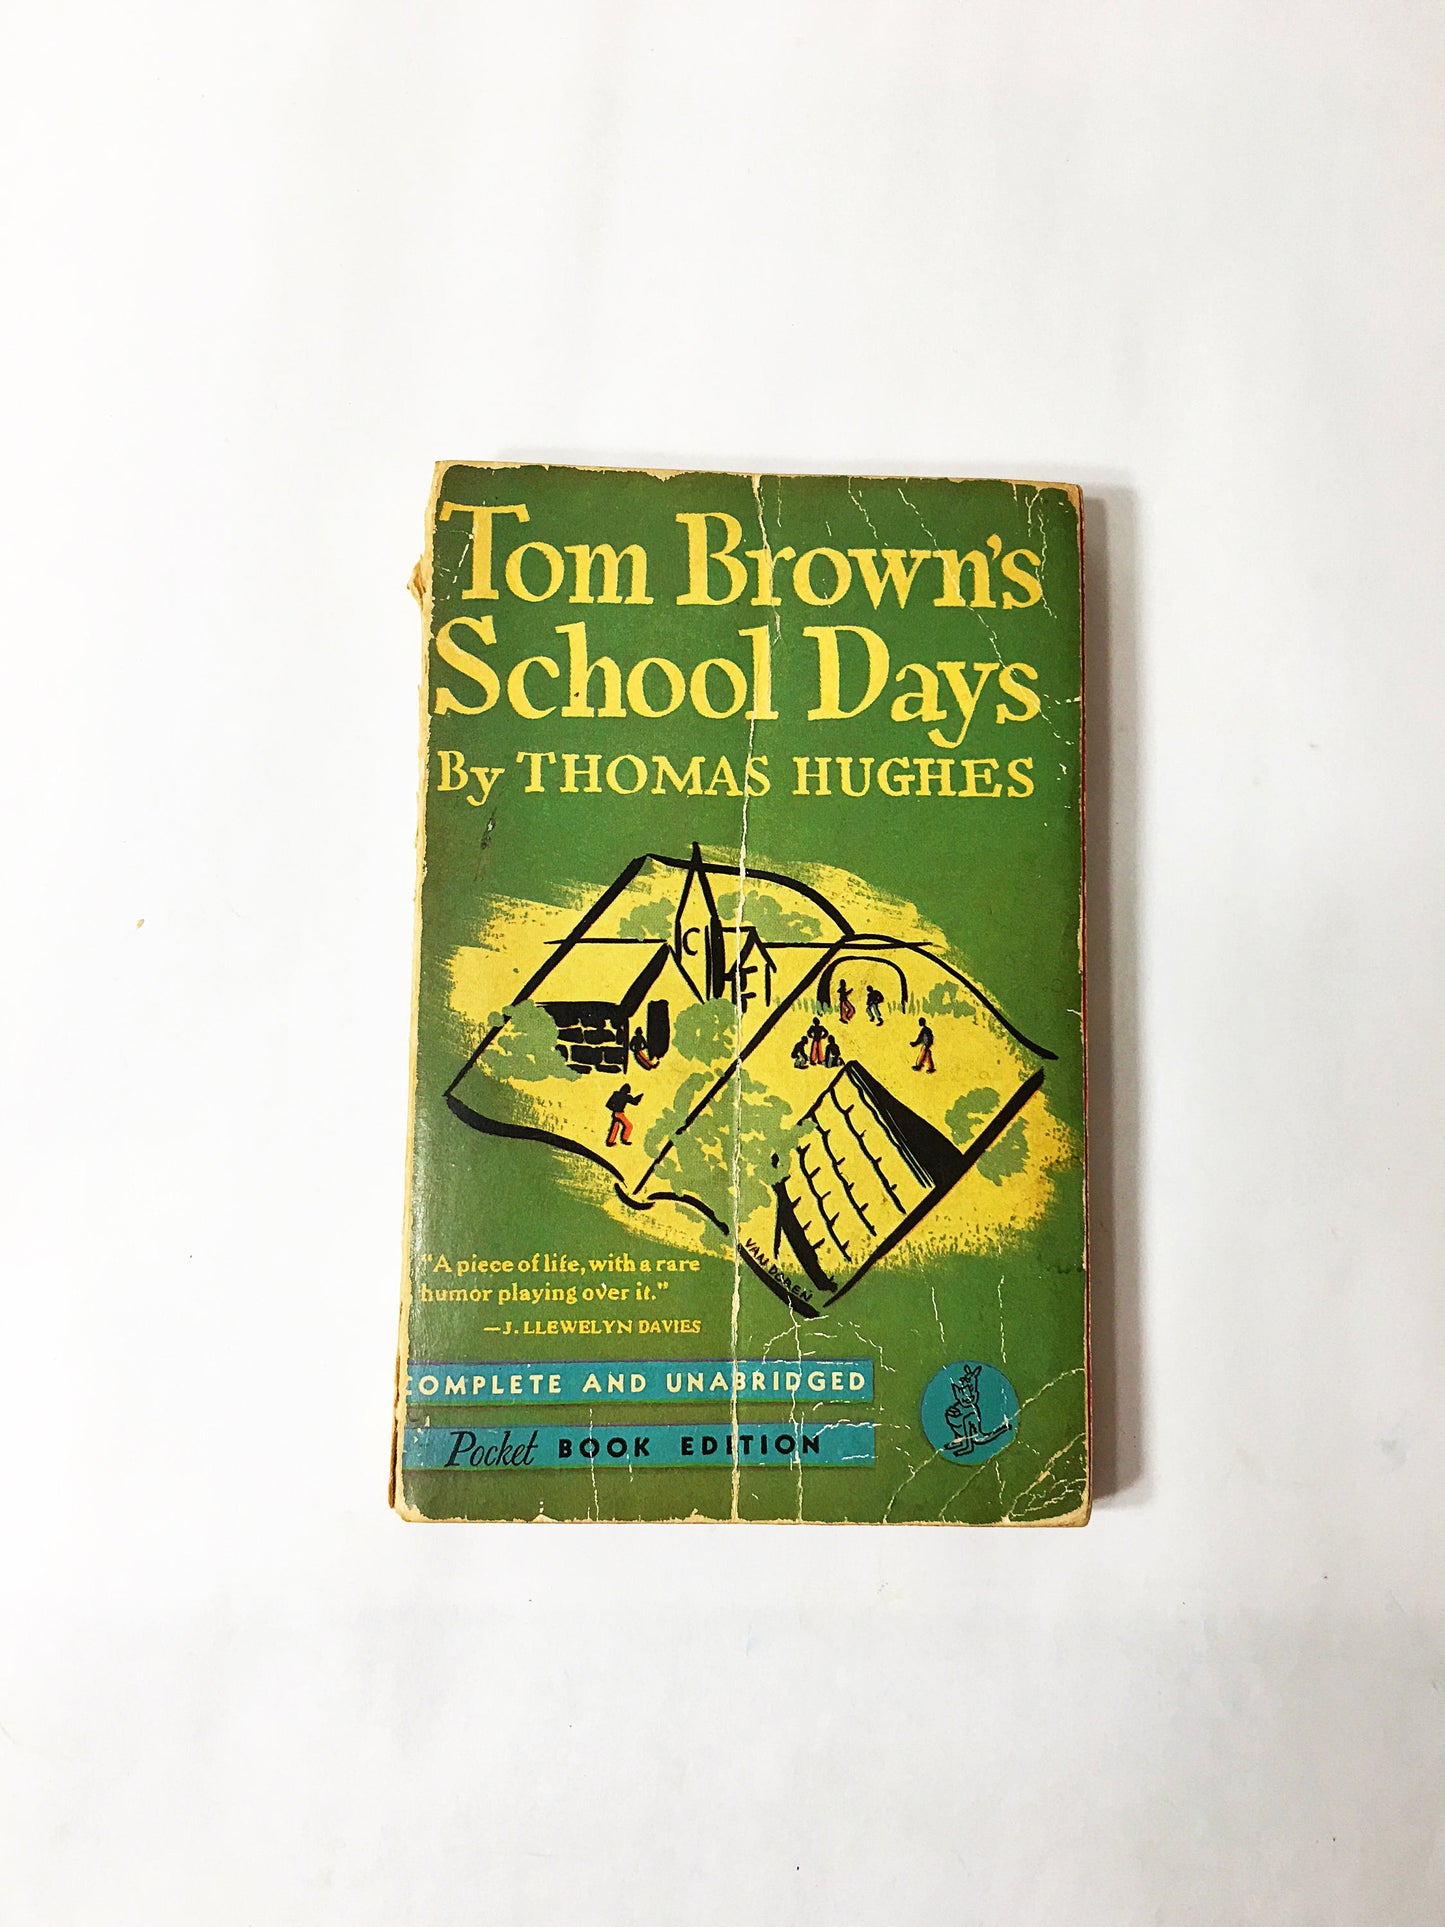 Tom Brown's
School Days
By THOMAS HUGHES
VAN DEREN
"A piece of life, with a rare
humor playing over it."
—J. LLEWELYN DAVIES
COMPLETE AND UNABRIDGED
Pocket BOOK EDITION